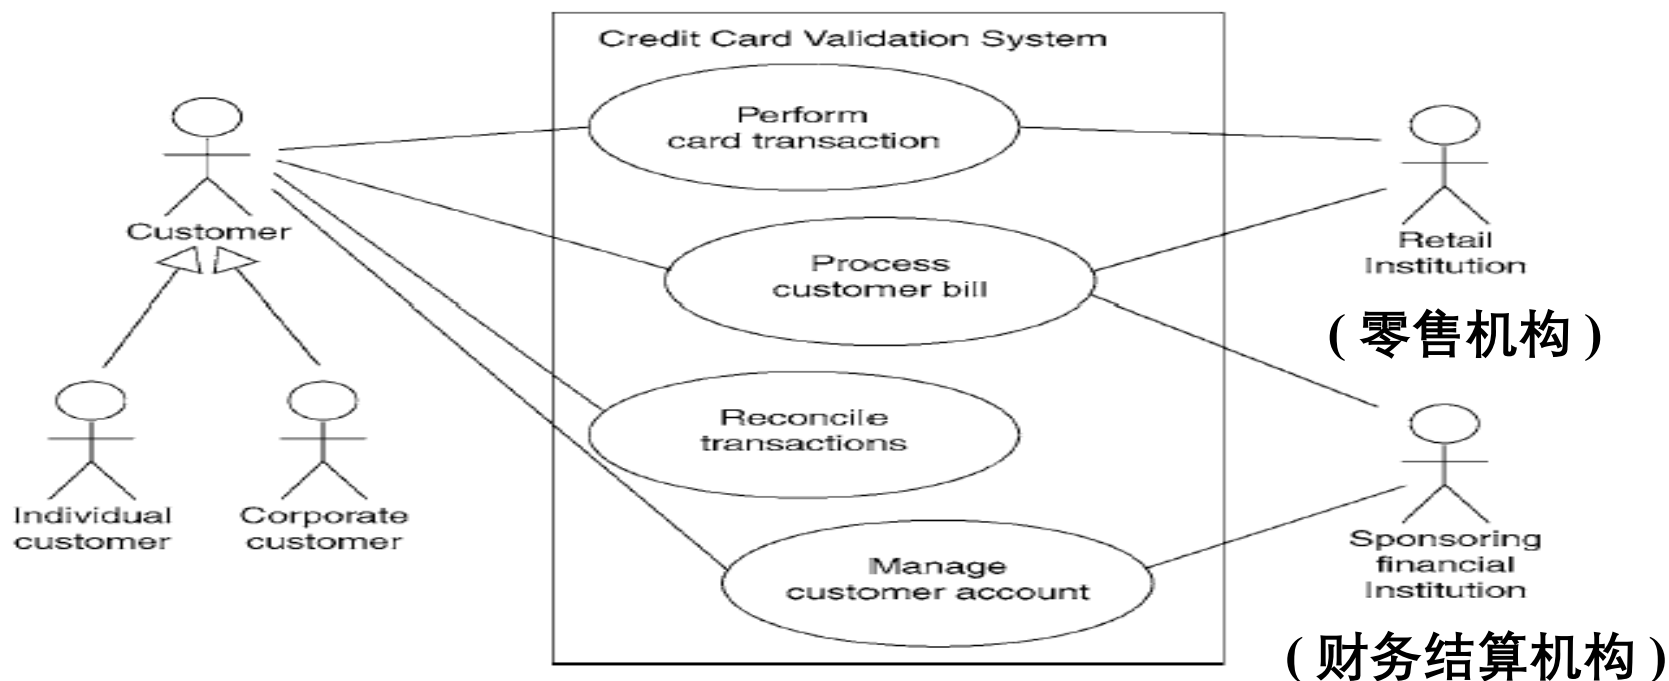 Credit Card Validation System
Perform
card transaction
Customer
Process
customer bill
Retail
Institution
( 零售机构 )
Reconcile
transactions
Individual
customer
Corporate
customer
Manage
customer account
Sponsoring
financial
Institution
( 财务结算机构 )